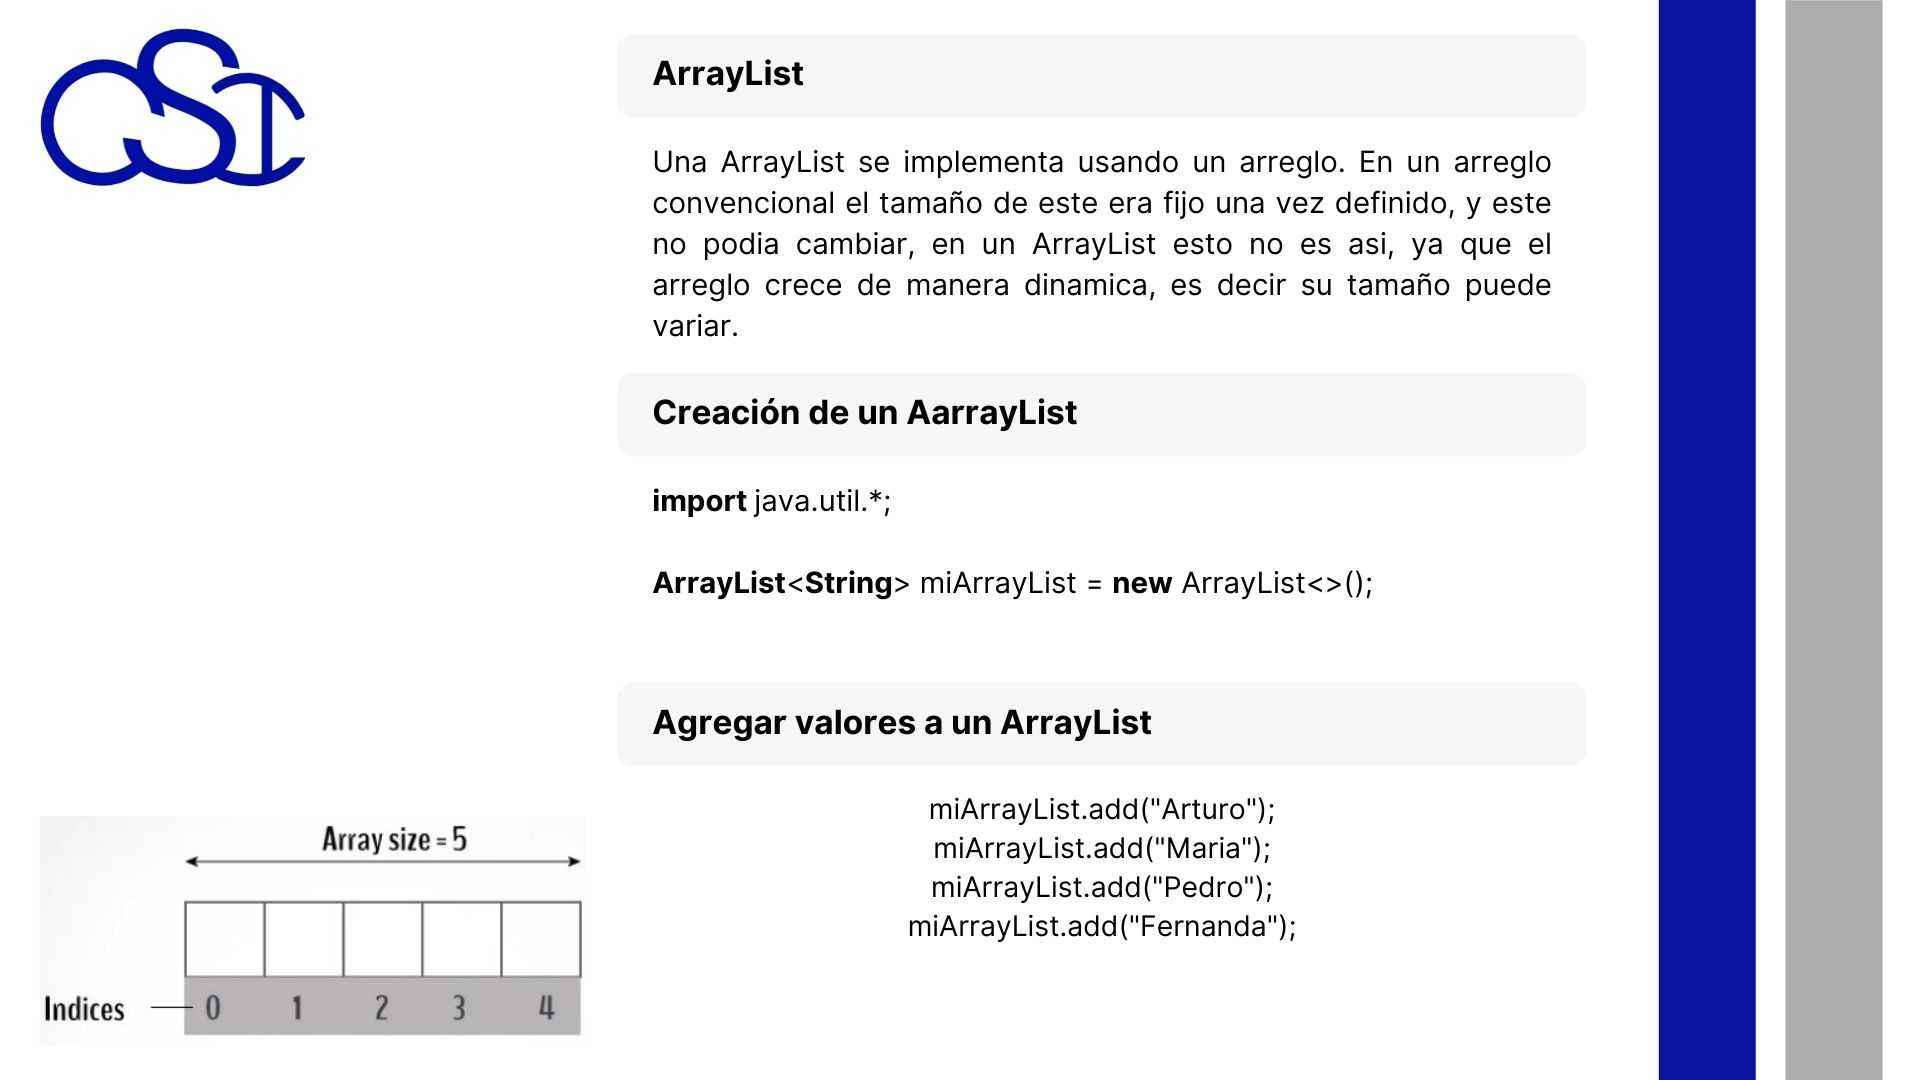 CSI
ArrayList
Una ArrayList se implementa usando un arreglo. En un arreglo
convencional el tamaño de este era fijo una vez definido, y este
no podia cambiar, en un ArrayList esto no es asi, ya que el
arreglo crece de manera dinamica, es decir su tamaño puede
variar.
Creación de un AarrayList
import java.util.*;
ArrayList<String> miArrayList = new ArrayList<>();
Agregar valores a un ArrayList
miArrayList.add("Arturo");
miArrayList.add("Maria");
miArrayList.add("Pedro");
miArrayList.add("Fernanda");
Array size = 5
Indices 0 1 2 3 4